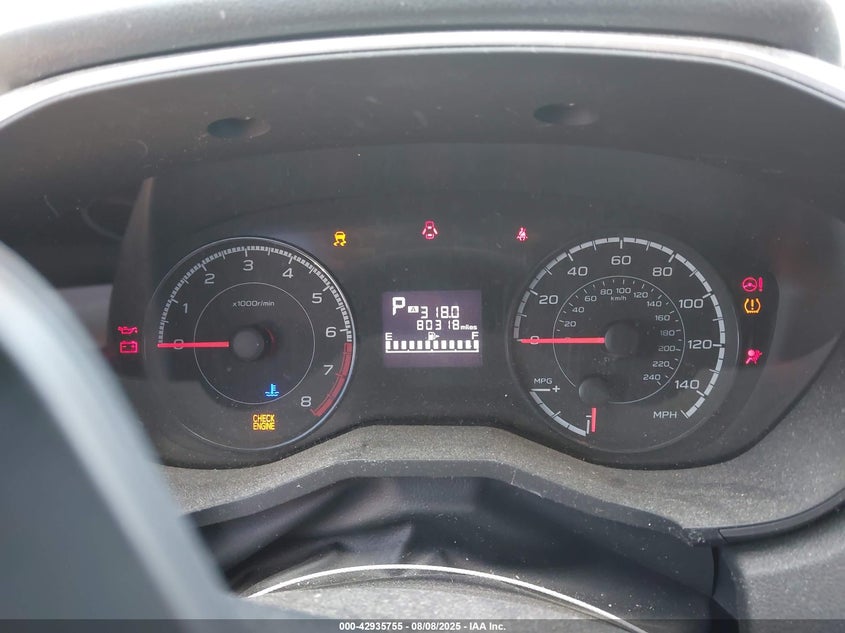 1 2 3 4 5 6 7 8
x1000r/min
CHECK
ENGINE
P A 318.0
80318 miles
E F
0 20 40 60 80 100 120 140
20 40 60 80 100 120 140 160 180 200 220 240
km/h
MPG
- +
MPH
000-42935755 - 08/08/2025 - IAA Inc.